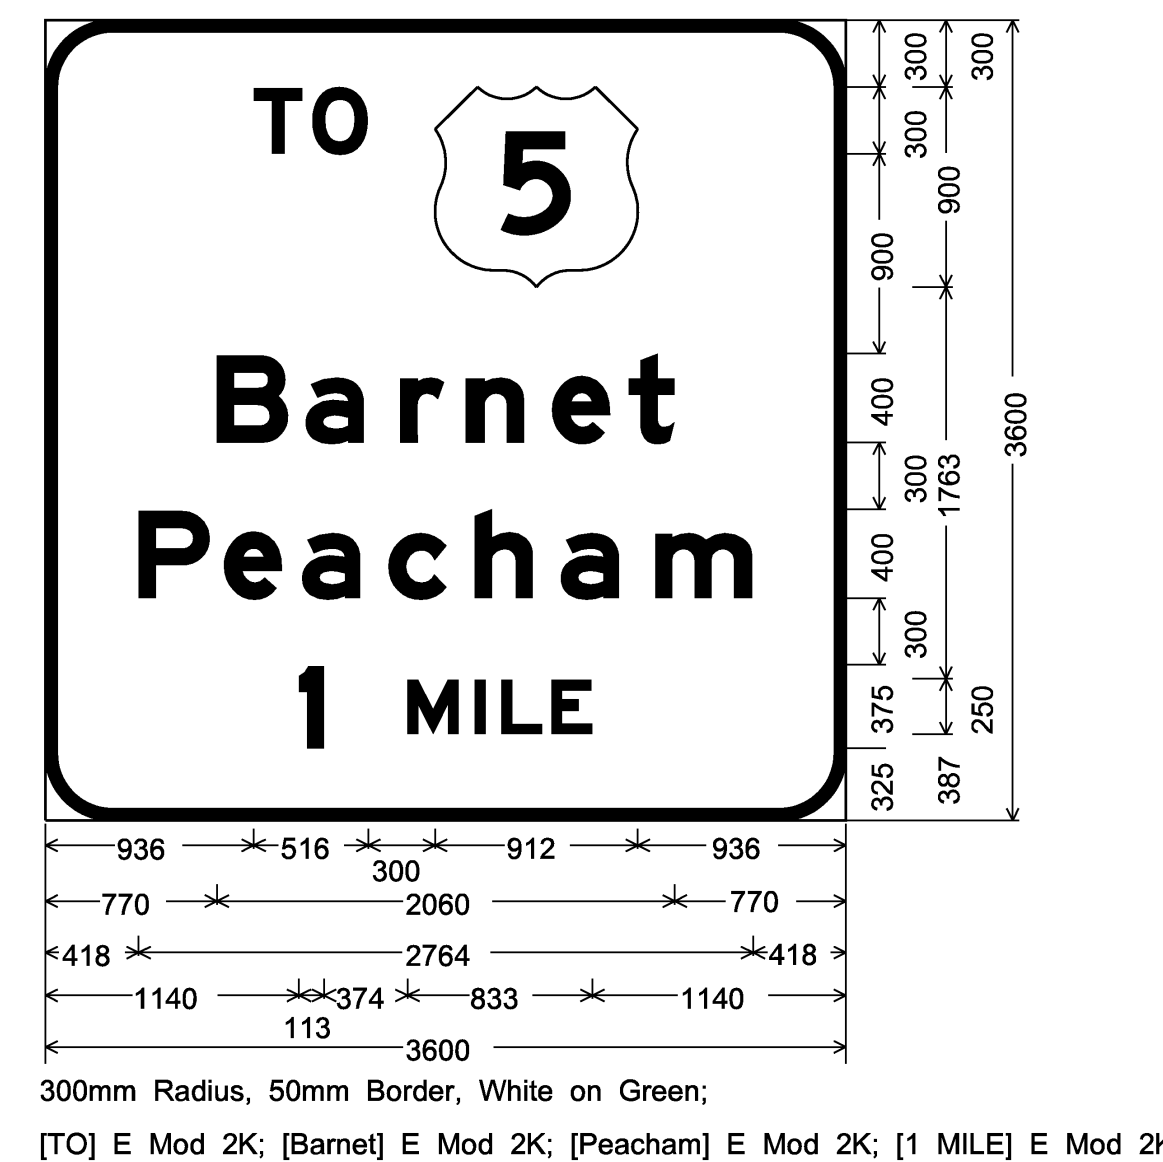 TO 5
Barnet
Peacham
1 MILE
300 300 900 400 300 400 300 375 325
300 900 1763 250 387
3600
936 516 300 912 936
770 2060 770
418 2764 418
1140 113 374 833 1140
3600
300mm Radius, 50mm Border, White on Green;
[TO] E Mod 2K; [Barnet] E Mod 2K; [Peacham] E Mod 2K; [1 MILE] E Mod 2K